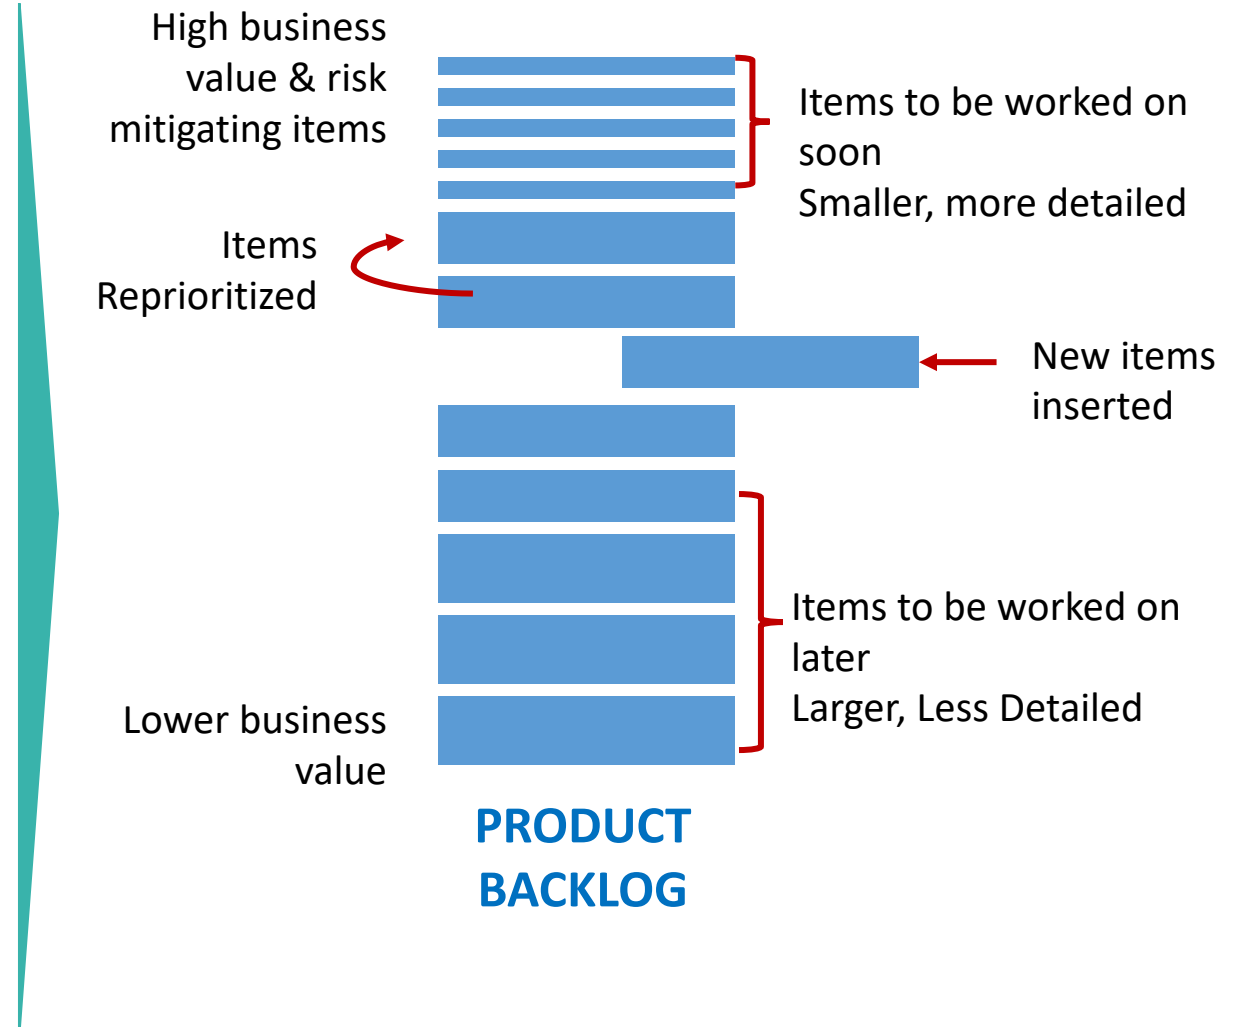 High business
value & risk
mitigating items
Items to be worked on
soon
Smaller, more detailed
Items
Reprioritized
New items
inserted
Items to be worked on
later
Larger, Less Detailed
Lower business
value
PRODUCT
BACKLOG